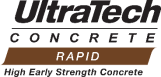 UltraTech
CONCRETE
RAPID
High Early Strength Concrete